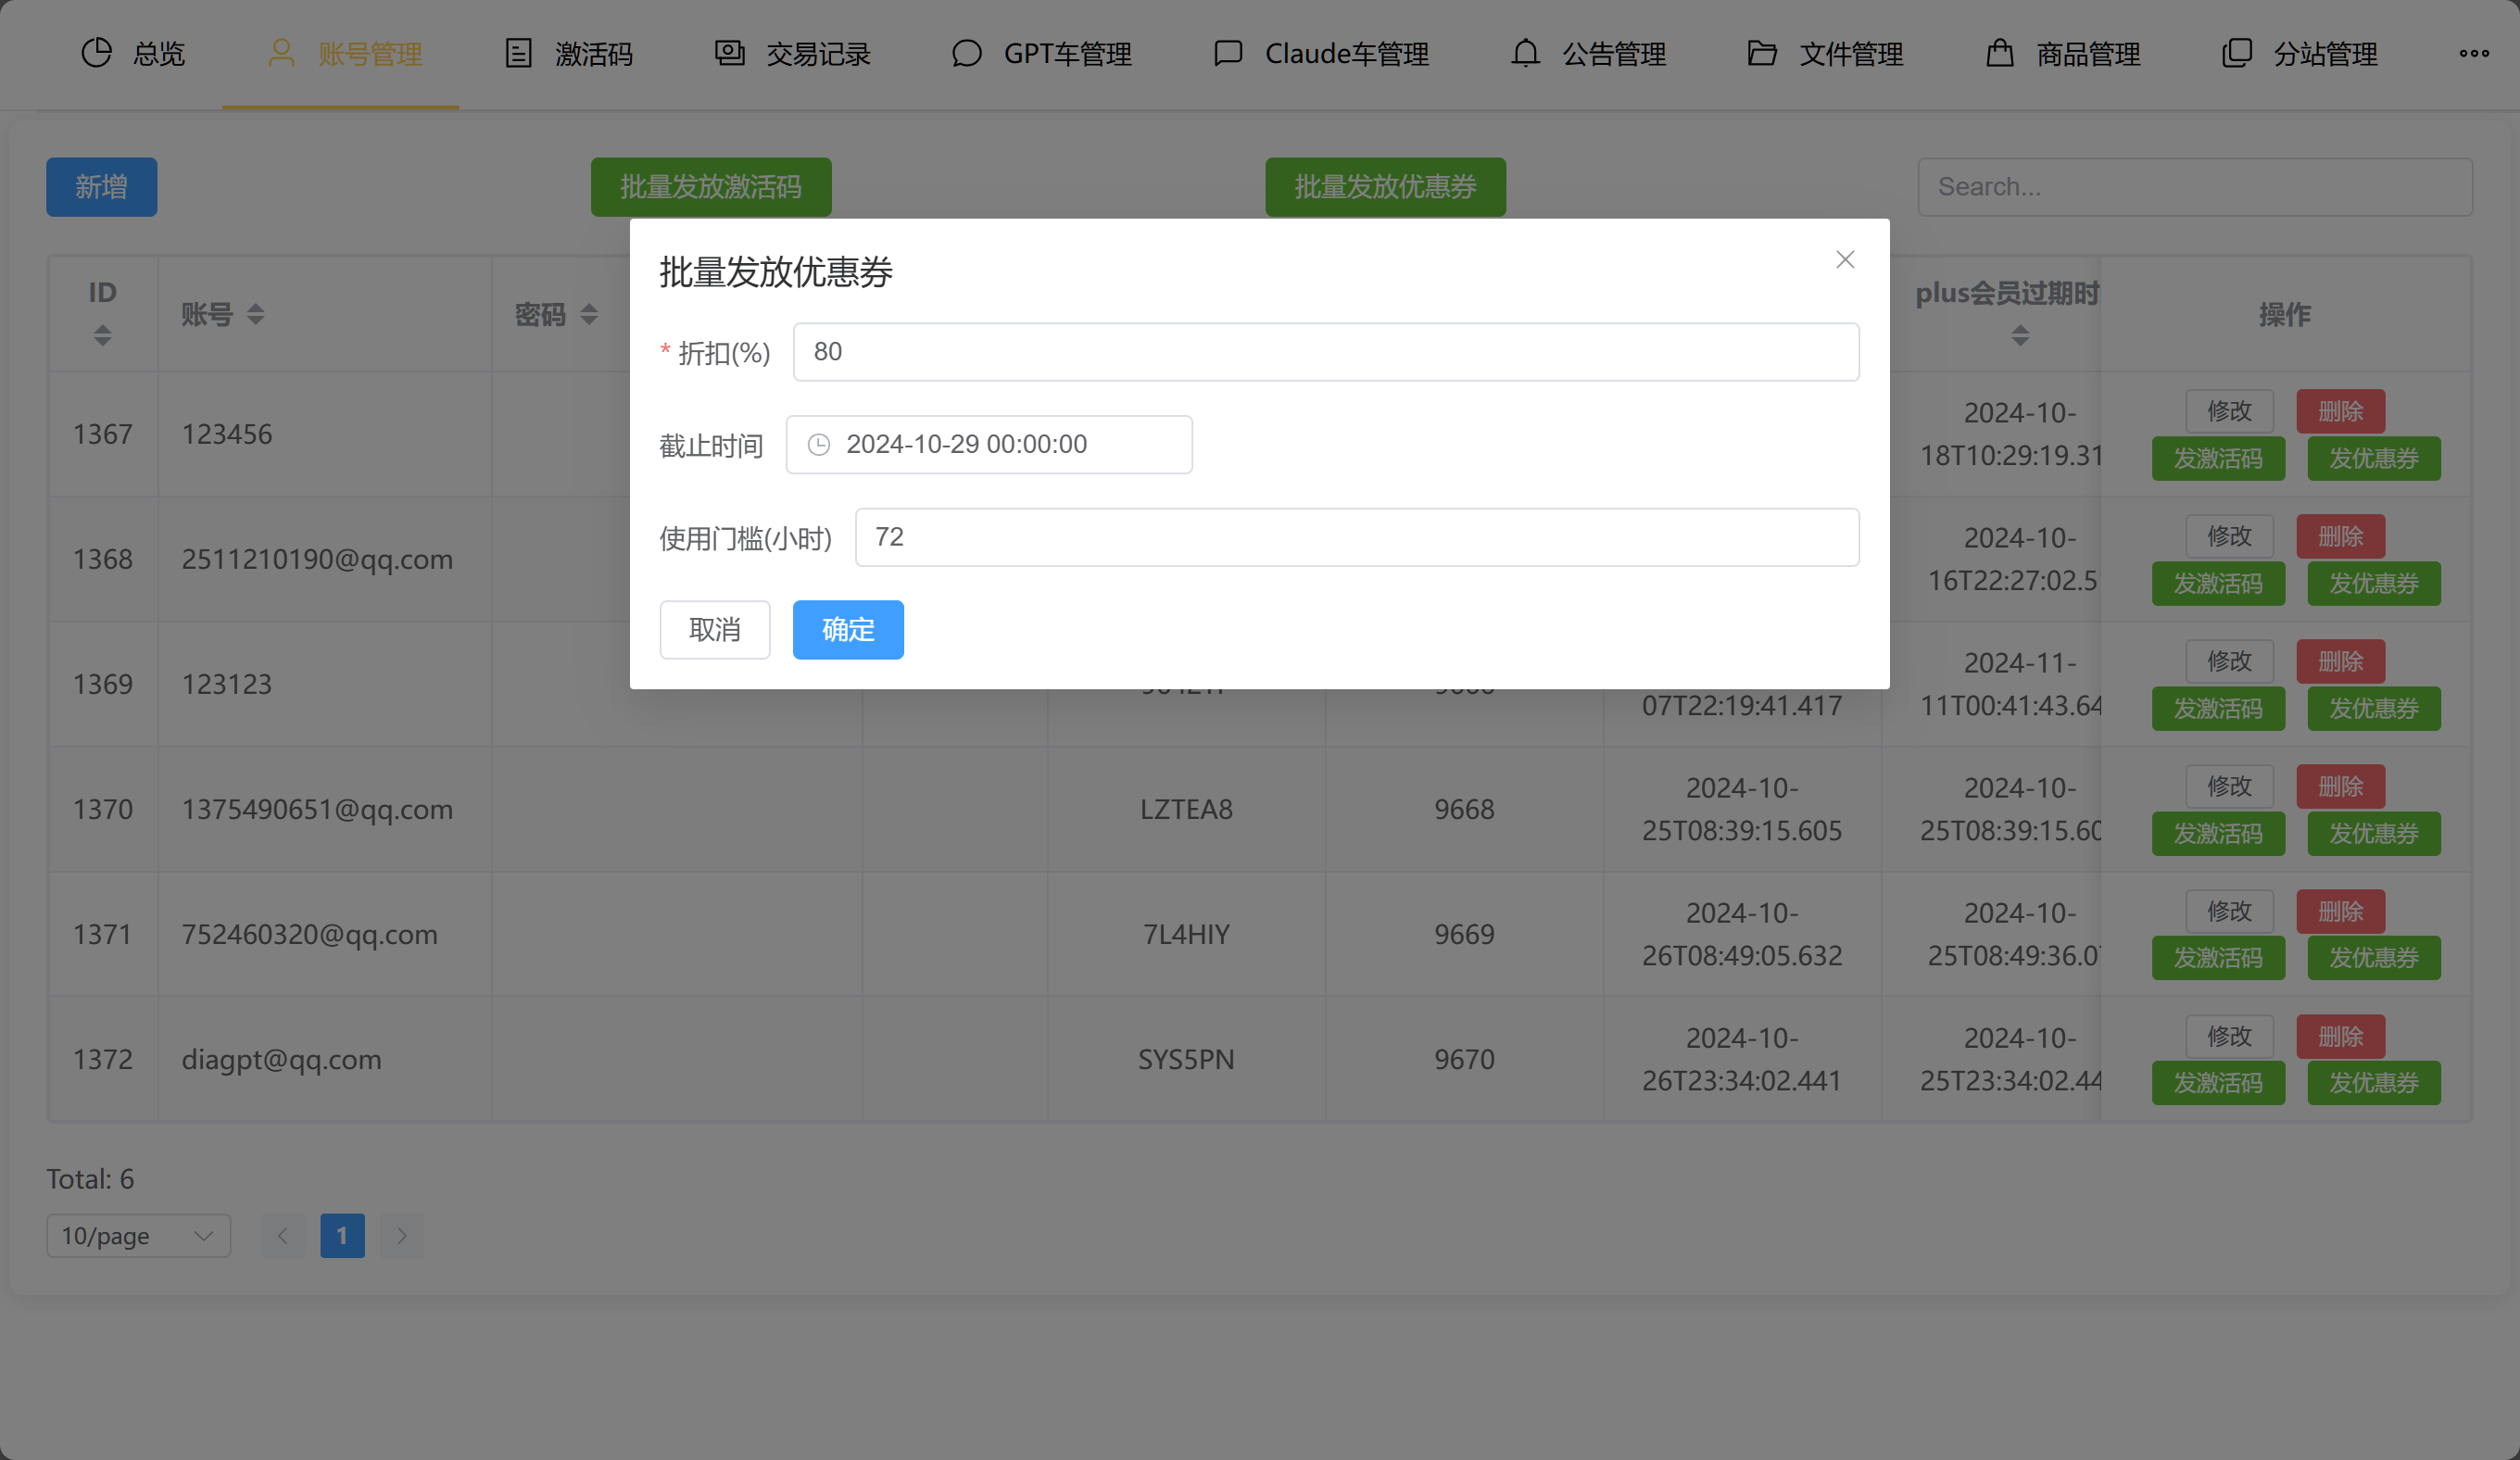 总览 账号管理 激活码 交易记录 GPT车管理 Claude车管理 公告管理 文件管理 商品管理 分站管理
新增 批量发放激活码 批量发放优惠券 Search...
批量发放优惠券
* 折扣(%) 80
截止时间 2024-10-29 00:00:00
使用门槛(小时) 72
取消 确定
ID 账号 密码 plus会员过期时 操作
1367 123456 2024-10-
18T10:29:19.31
修改 删除
发激活码 发优惠券
1368 2511210190@qq.com 2024-10-
16T22:27:02.5
修改 删除
发激活码 发优惠券
1369 123123 07T22:19:41.417 2024-11-
11T00:41:43.64
修改 删除
发激活码 发优惠券
1370 1375490651@qq.com LZTEA8 9668 2024-10-
25T08:39:15.605 2024-10-
25T08:39:15.60
修改 删除
发激活码 发优惠券
1371 752460320@qq.com 7L4HIY 9669 2024-10-
26T08:49:05.632 2024-10-
25T08:49:36.0
修改 删除
发激活码 发优惠券
1372 diagpt@qq.com SYS5PN 9670 2024-10-
26T23:34:02.441 2024-10-
25T23:34:02.44
修改 删除
发激活码 发优惠券
Total: 6
10/page 1